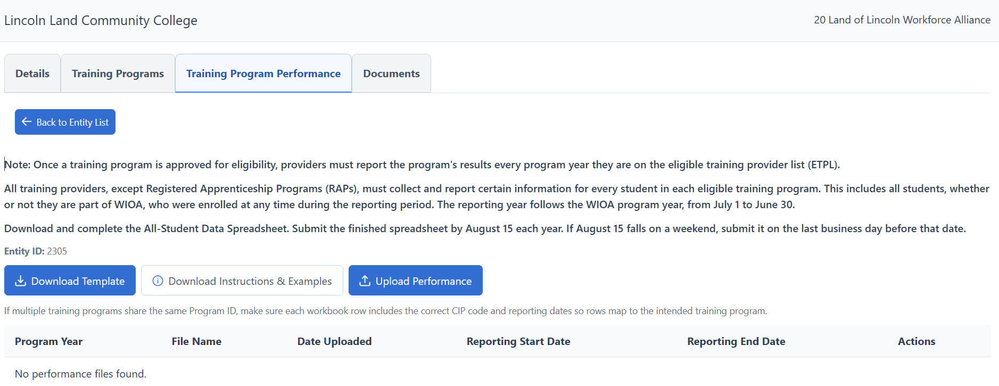 Lincoln Land Community College
20 Land of Lincoln Workforce Alliance
Details
Training Programs
Training Program Performance
Documents
Back to Entity List
Note: Once a training program is approved for eligibility, providers must report the program's results every program year they are on the eligible training provider list (ETPL).
All training providers, except Registered Apprenticeship Programs (RAPs), must collect and report certain information for every student in each eligible training program. This includes all students, whether
or not they are part of WIOA, who were enrolled at any time during the reporting period. The reporting year follows the WIOA program year, from July 1 to June 30.
Download and complete the All-Student Data Spreadsheet. Submit the finished spreadsheet by August 15 each year. If August 15 falls on a weekend, submit it on the last business day before that date.
Entity ID: 2305
Download Template
Download Instructions & Examples
Upload Performance
If multiple training programs share the same Program ID, make sure each workbook row includes the correct CIP code and reporting dates so rows map to the intended training program.
Program Year
File Name
Date Uploaded
Reporting Start Date
Reporting End Date
Actions
No performance files found.